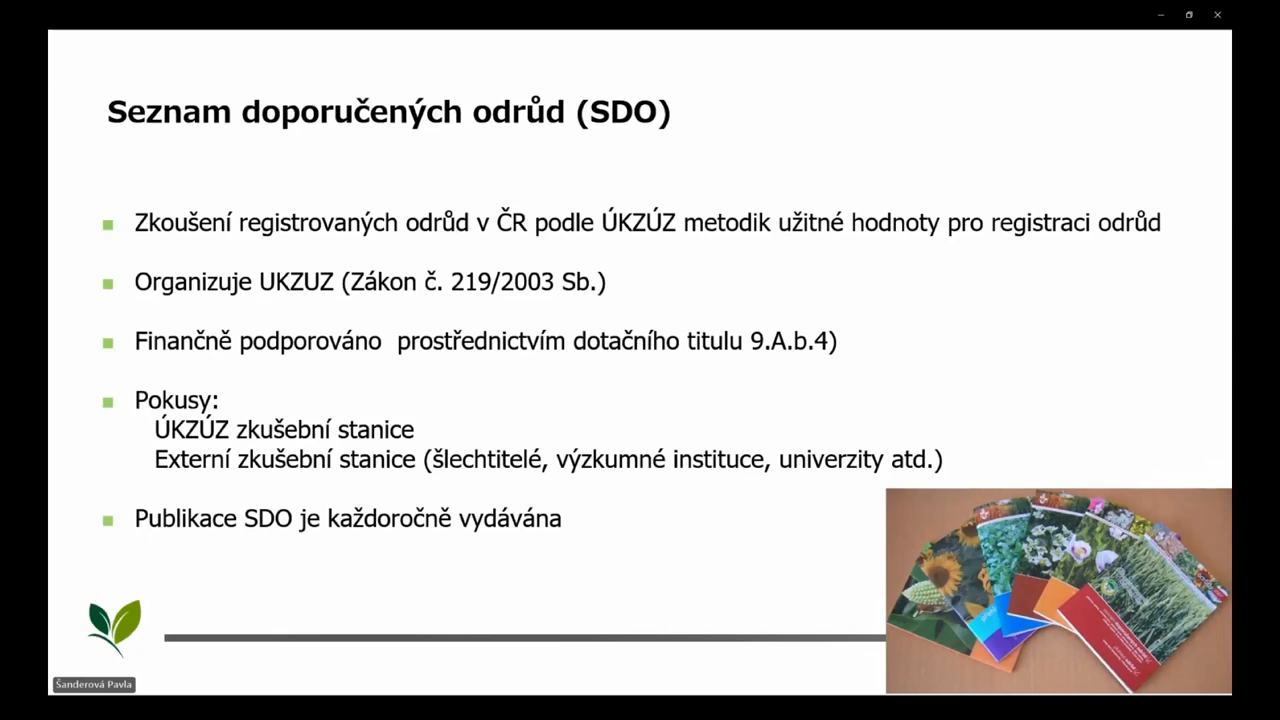 Seznam doporučených odrůd (SDO)
Zkoušení registrovaných odrůd v ČR podle ÚKZÚZ metodik užitné hodnoty pro registraci odrůd
Organizuje UKZUZ (Zákon č. 219/2003 Sb.)
Finančně podporováno  prostřednictvím dotačního titulu 9.A.b.4)
Pokusy:
ÚKZÚZ zkušební stanice
Externí zkušební stanice (šlechtitelé, výzkumné instituce, univerzity atd.)
Publikace SDO je každoročně vydávána
Šanderová Pavla